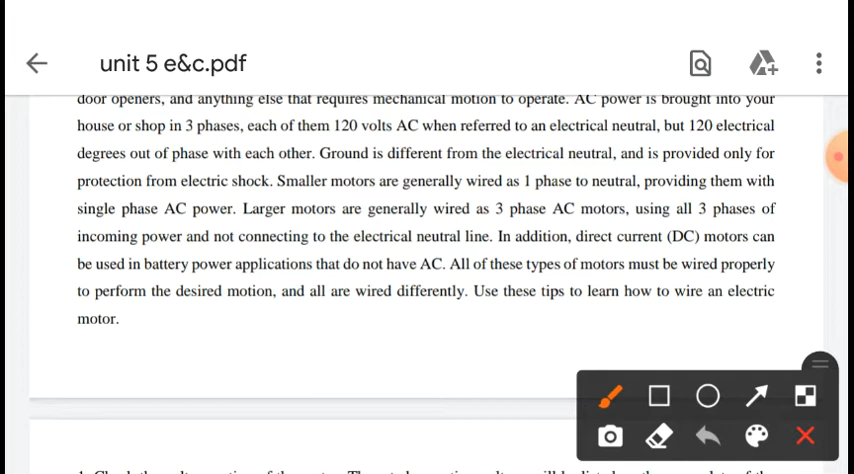 unit 5 e&c.pdf
door openers, and anything else that requires mechanical motion to operate. AC power is brought into your
house or shop in 3 phases, each of them 120 volts AC when referred to an electrical neutral, but 120 electrical
degrees out of phase with each other. Ground is different from the electrical neutral, and is provided only for
protection from electric shock. Smaller motors are generally wired as 1 phase to neutral, providing them with
single phase AC power. Larger motors are generally wired as 3 phase AC motors, using all 3 phases of
incoming power and not connecting to the electrical neutral line. In addition, direct current (DC) motors can
be used in battery power applications that do not have AC. All of these types of motors must be wired properly
to perform the desired motion, and all are wired differently. Use these tips to learn how to wire an electric
motor.